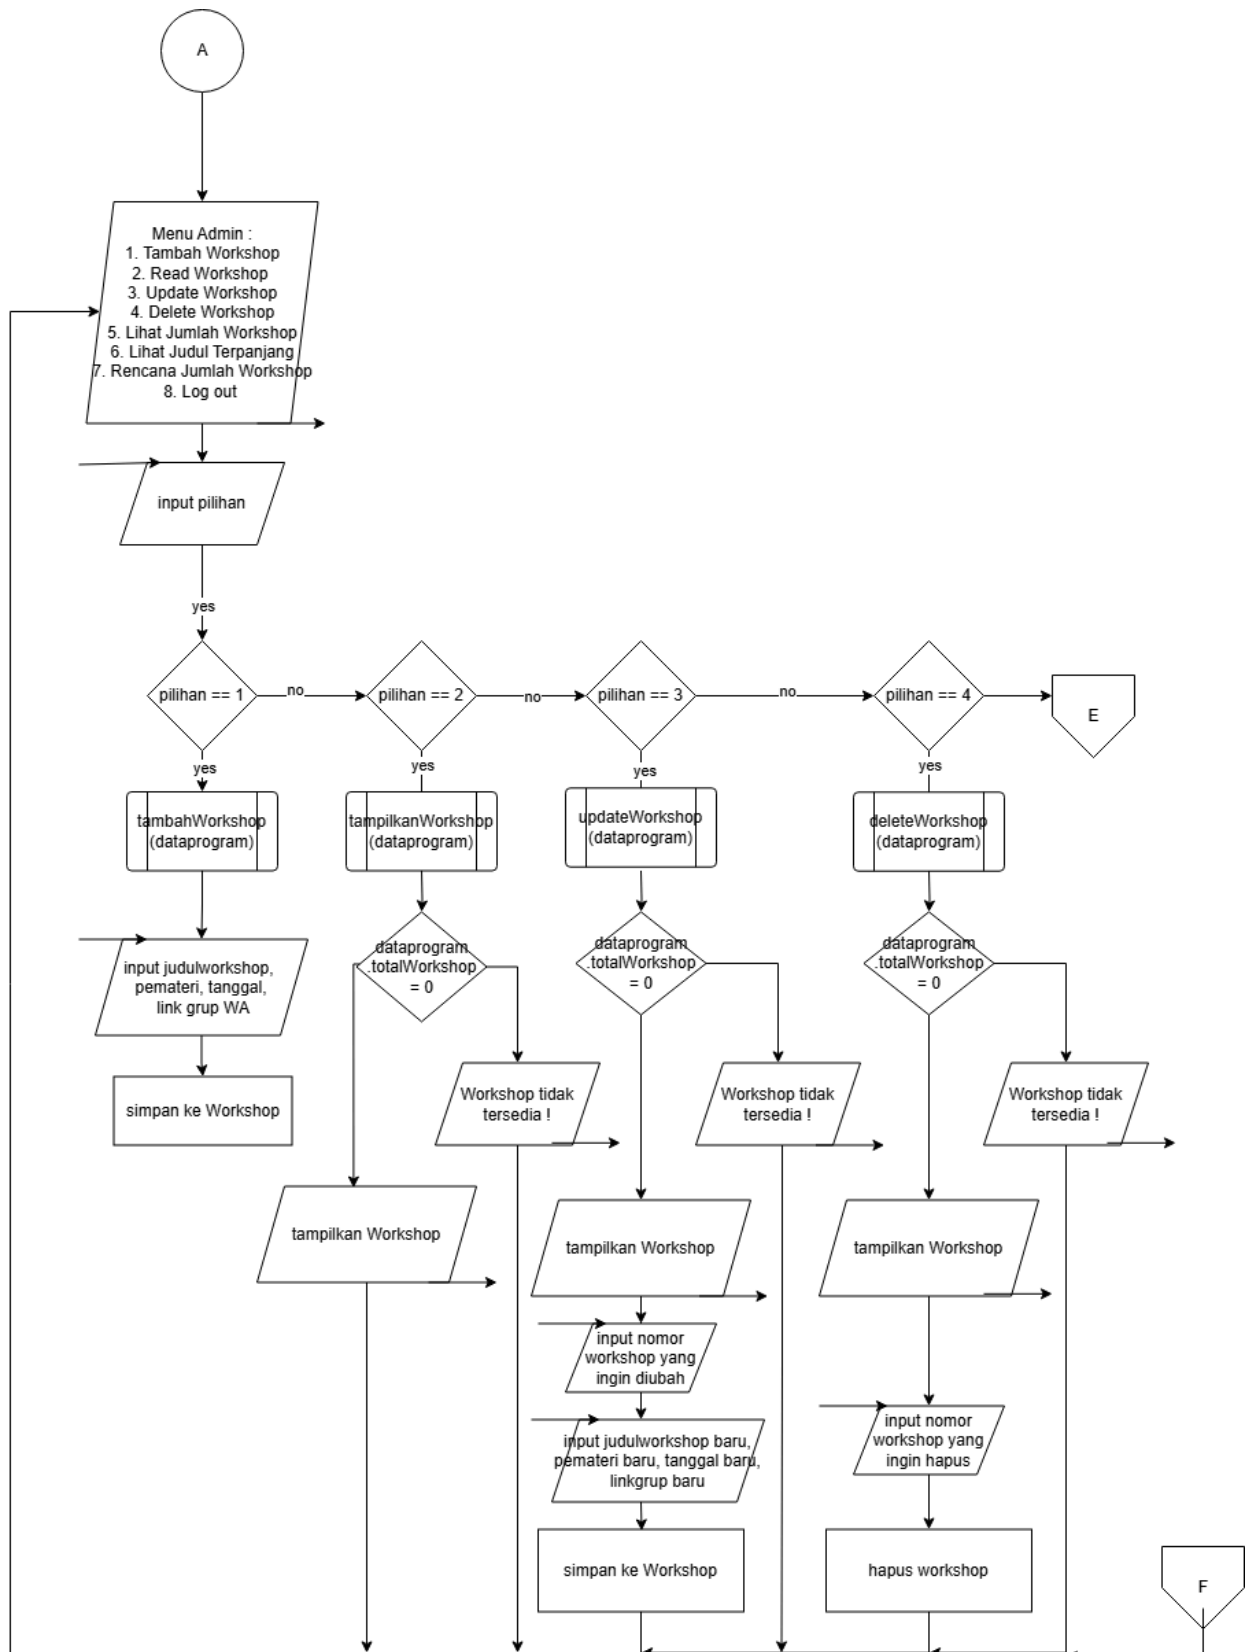 A
Menu Admin :
1. Tambah Workshop
2. Read Workshop
3. Update Workshop
4. Delete Workshop
5. Lihat Jumlah Workshop
6. Lihat Judul Terpanjang
7. Rencana Jumlah Workshop
8. Log out
input pilihan
yes
pilihan == 1
no
pilihan == 2
no
pilihan == 3
no
pilihan == 4
E
yes
yes
yes
yes
tambahWorkshop
(dataprogram)
tampilkanWorkshop
(dataprogram)
updateWorkshop
(dataprogram)
deleteWorkshop
(dataprogram)
input judulworkshop,
pemateri, tanggal,
link grup WA
dataprogram
.totalWorkshop
= 0
dataprogram
.totalWorkshop
= 0
dataprogram
.totalWorkshop
= 0
simpan ke Workshop
Workshop tidak
tersedia !
Workshop tidak
tersedia !
Workshop tidak
tersedia !
tampilkan Workshop
tampilkan Workshop
tampilkan Workshop
input nomor
workshop yang
ingin diubah
input judulworkshop baru,
pemateri baru, tanggal baru,
linkgrup baru
input nomor
workshop yang
ingin hapus
simpan ke Workshop
hapus workshop
F